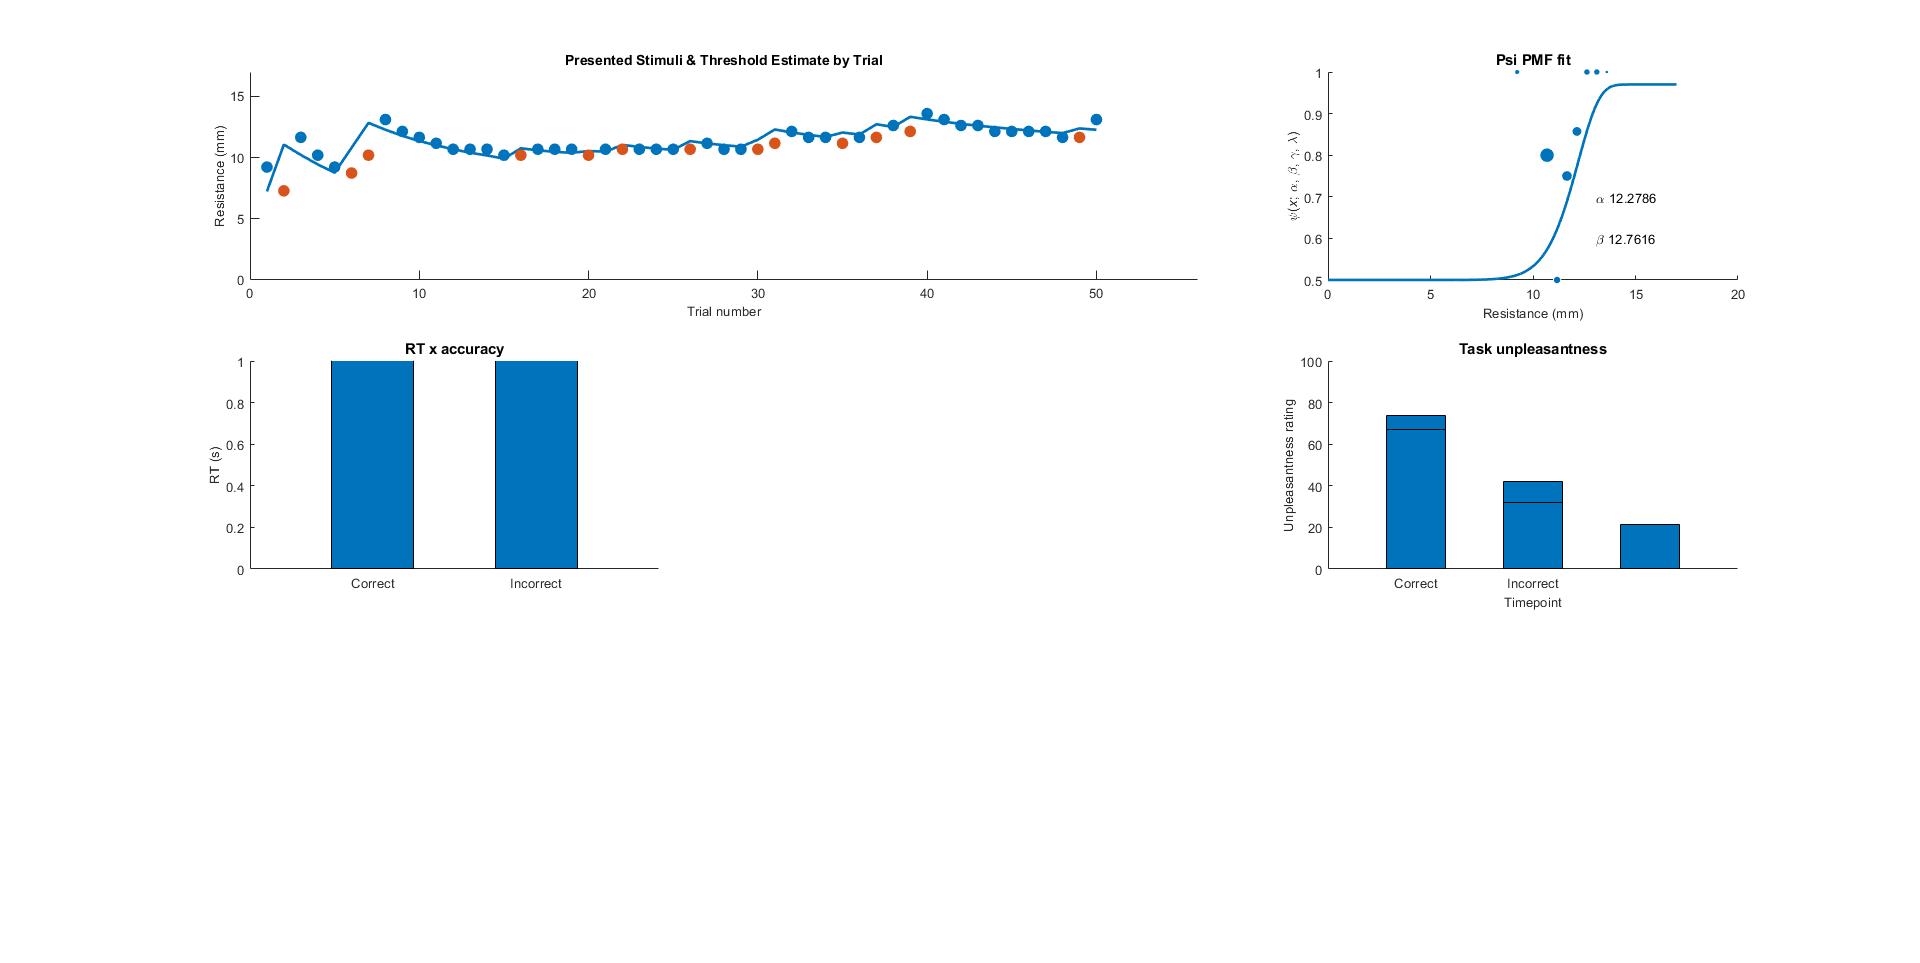 Presented Stimuli & Threshold Estimate by Trial
15
10
5
0
Resistance (mm)
0 10 20 30 40 50
Trial number
Psi PMF fit
1
0.9
0.8
0.7
0.6
0.5
ψ(x; α, β, γ, λ)
α 12.2786
β 12.7616
0 5 10 15 20
Resistance (mm)
RT x accuracy
1
0.8
0.6
0.4
0.2
0
RT (s)
Correct Incorrect
Task unpleasantness
100
80
60
40
20
0
Unpleasantness rating
Correct Incorrect
Timepoint